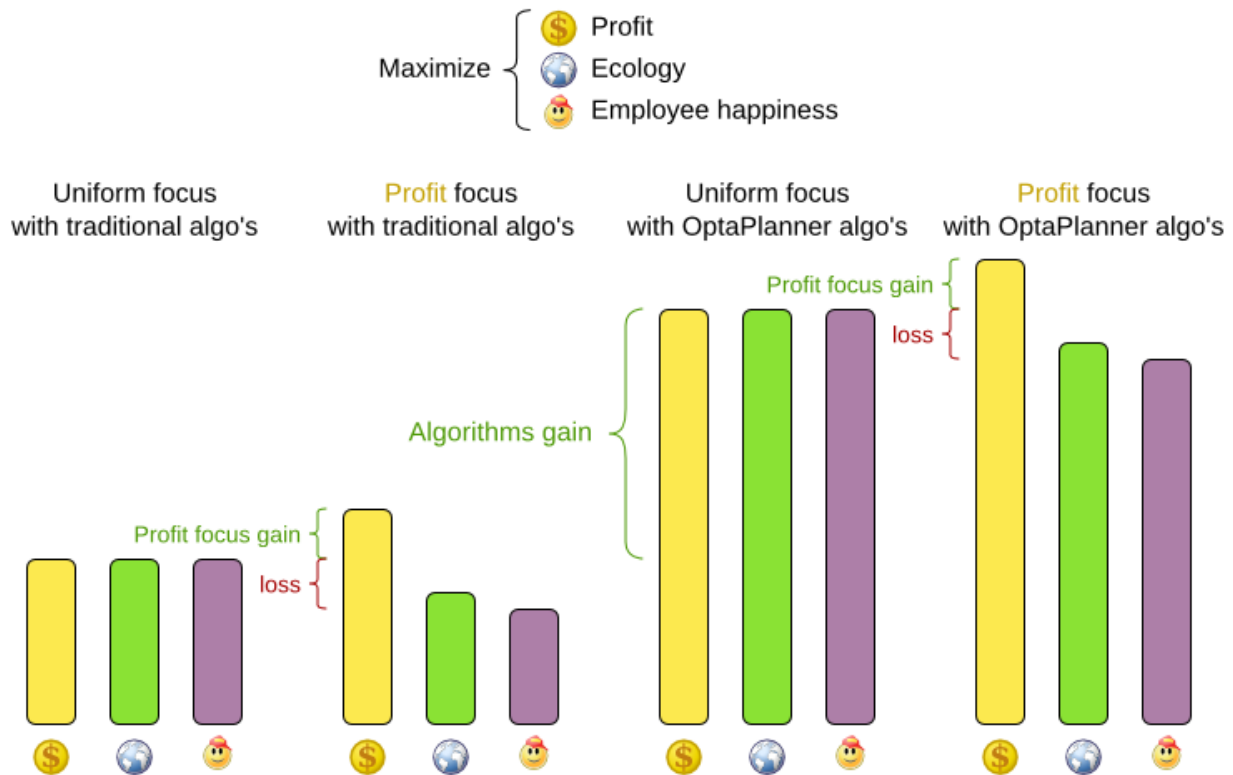 Maximize
Profit
Ecology
Employee happiness
Uniform focus
with traditional algo's
Profit focus
with traditional algo's
Uniform focus
with OptaPlanner algo's
Profit focus
with OptaPlanner algo's
Profit focus gain
loss
Algorithms gain
Profit focus gain
loss